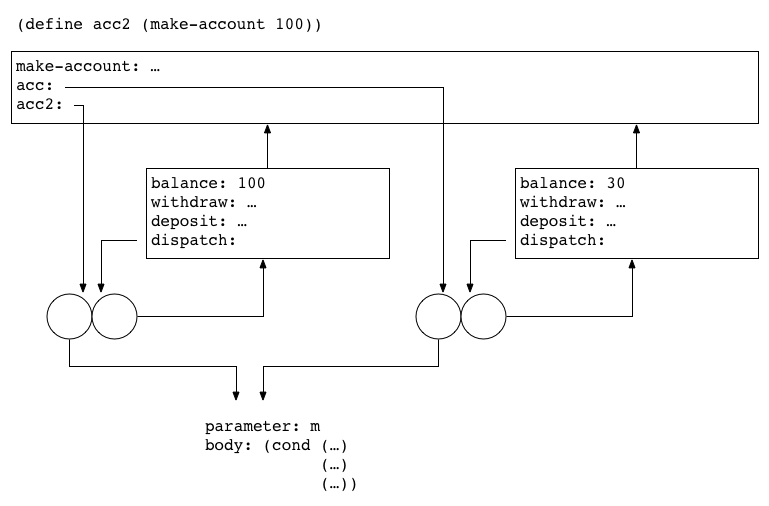 (define acc2 (make-account 100))
make-account: …
acc:
acc2:
balance: 100
withdraw: …
deposit: …
dispatch:
balance: 30
withdraw: …
deposit: …
dispatch:
parameter: m
body: (cond (…)
(…)
(…))